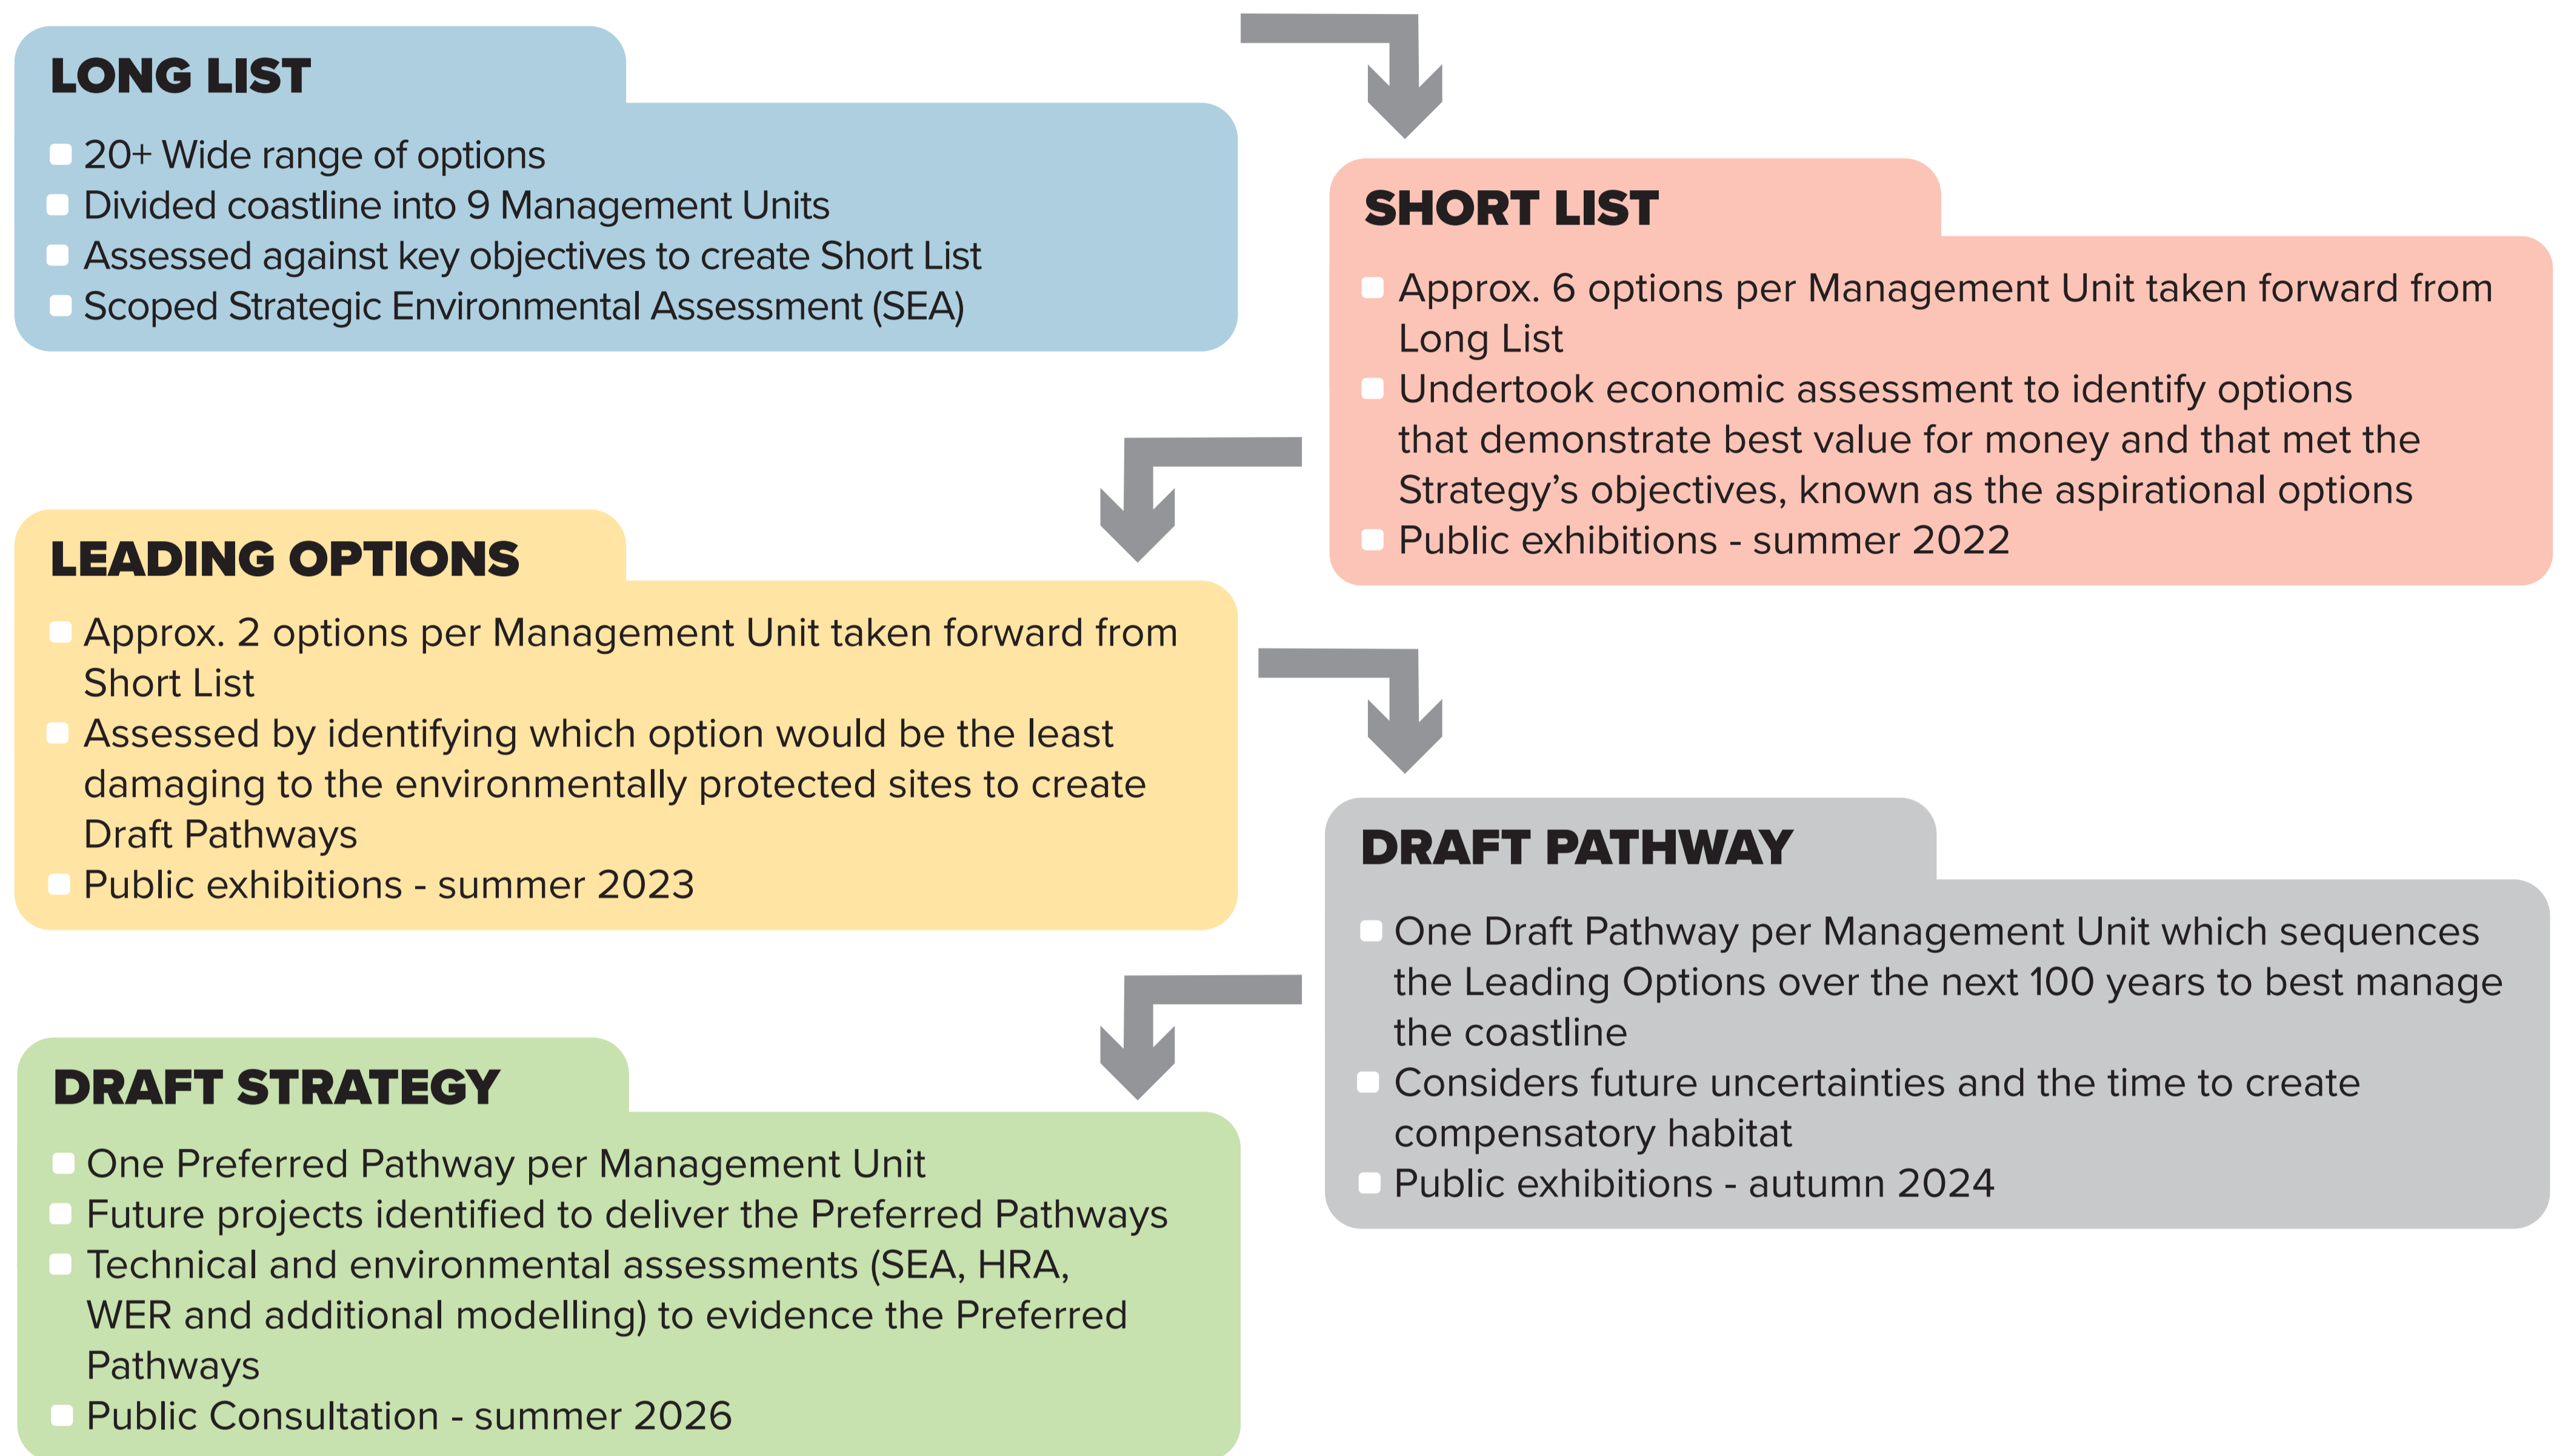 LONG LIST
20+ Wide range of options
Divided coastline into 9 Management Units
Assessed against key objectives to create Short List
Scoped Strategic Environmental Assessment (SEA)
SHORT LIST
Approx. 6 options per Management Unit taken forward from
Long List
Undertook economic assessment to identify options
that demonstrate best value for money and that met the
Strategy’s objectives, known as the aspirational options
Public exhibitions - summer 2022
LEADING OPTIONS
Approx. 2 options per Management Unit taken forward from
Short List
Assessed by identifying which option would be the least
damaging to the environmentally protected sites to create
Draft Pathways
Public exhibitions - summer 2023
DRAFT PATHWAY
One Draft Pathway per Management Unit which sequences
the Leading Options over the next 100 years to best manage
the coastline
Considers future uncertainties and the time to create
compensatory habitat
Public exhibitions - autumn 2024
DRAFT STRATEGY
One Preferred Pathway per Management Unit
Future projects identified to deliver the Preferred Pathways
Technical and environmental assessments (SEA, HRA,
WER and additional modelling) to evidence the Preferred
Pathways
Public Consultation - summer 2026